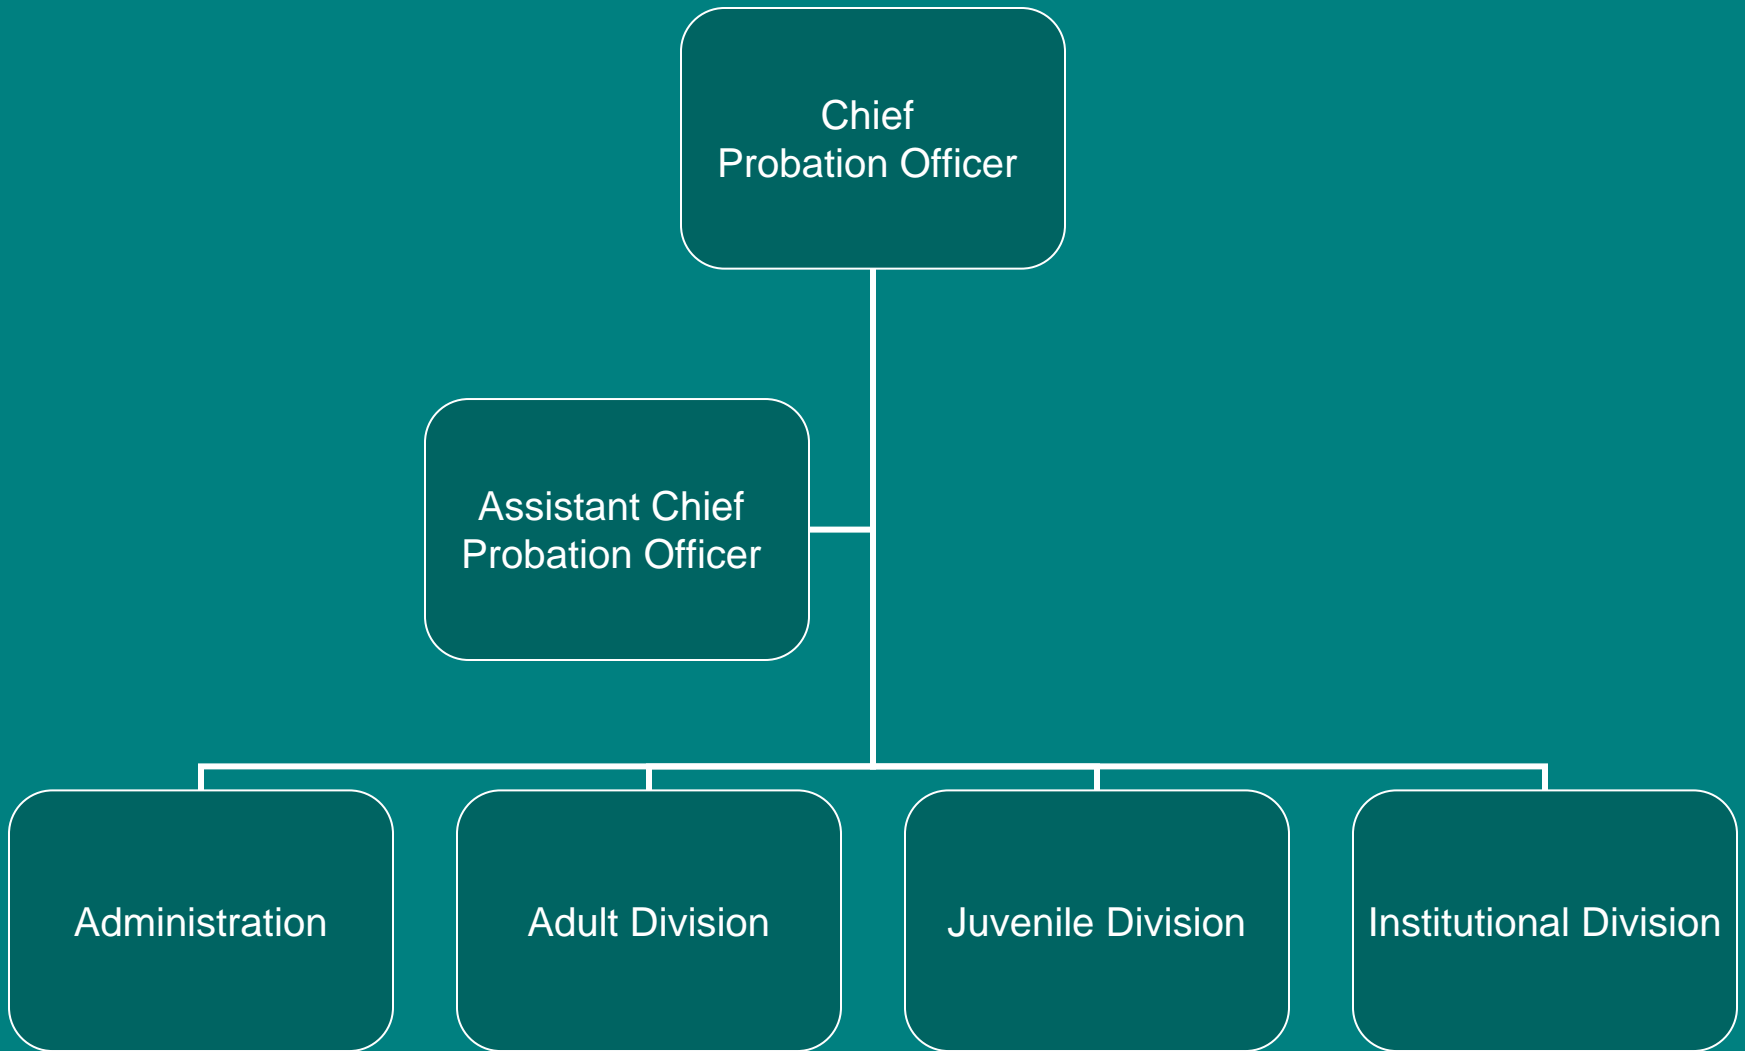 Chief
Probation Officer
Assistant Chief
Probation Officer
Administration
Adult Division
Juvenile Division
Institutional Division